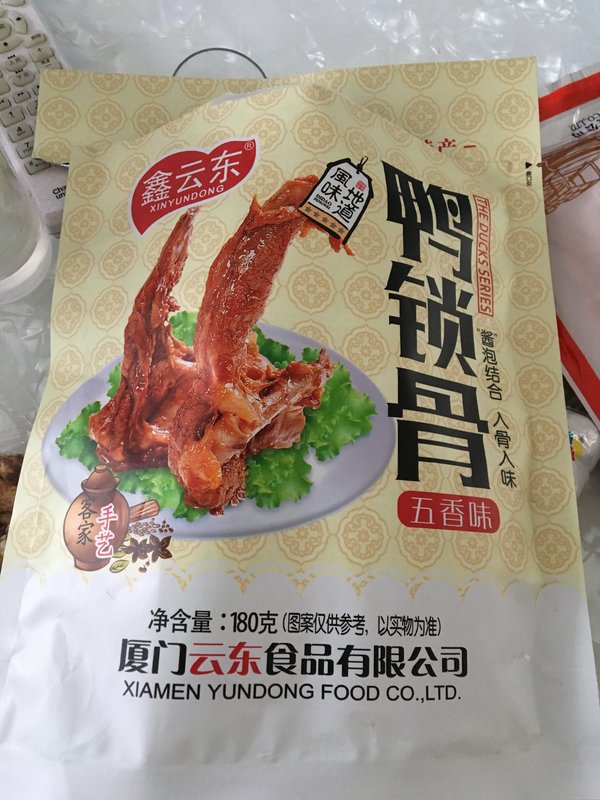 鑫云东®
XINYUNDONG
地道
風味
鸭锁骨
THE DUCKS SERIES
"酱"泡结合 入骨入味
五香味
客家
手艺
净含量：180克(图案仅供参考，以实物为准)
厦门云东食品有限公司
XIAMEN YUNDONG FOOD CO.,LTD.